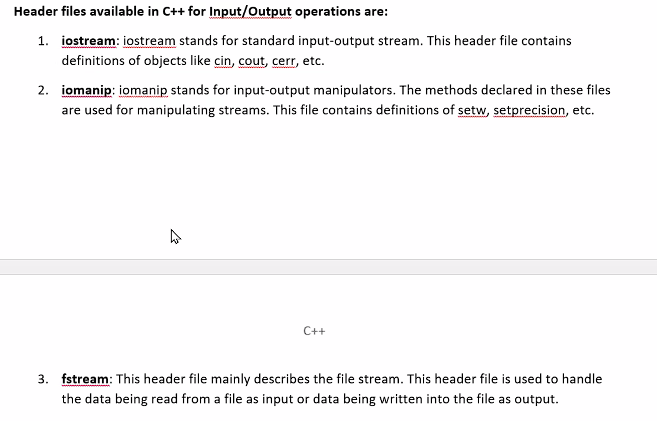 Header files available in C++ for Input/Output operations are:
1. iostream: iostream stands for standard input-output stream. This header file contains
definitions of objects like cin, cout, cerr, etc.
2. iomanip: iomanip stands for input-output manipulators. The methods declared in these files
are used for manipulating streams. This file contains definitions of setw, setprecision, etc.
C++
3. fstream: This header file mainly describes the file stream. This header file is used to handle
the data being read from a file as input or data being written into the file as output.